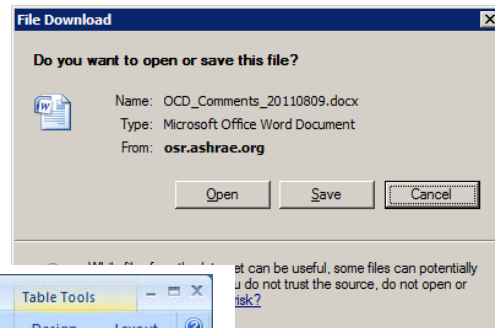 File Download
Do you want to open or save this file?
Name: OCD_Comments_20110809.docx
Type: Microsoft Office Word Document
From: osr.ashrae.org
Open Save Cancel
et can be useful, some files can potentially
u do not trust the source, do not open or
risk?
Table Tools
Design Layout